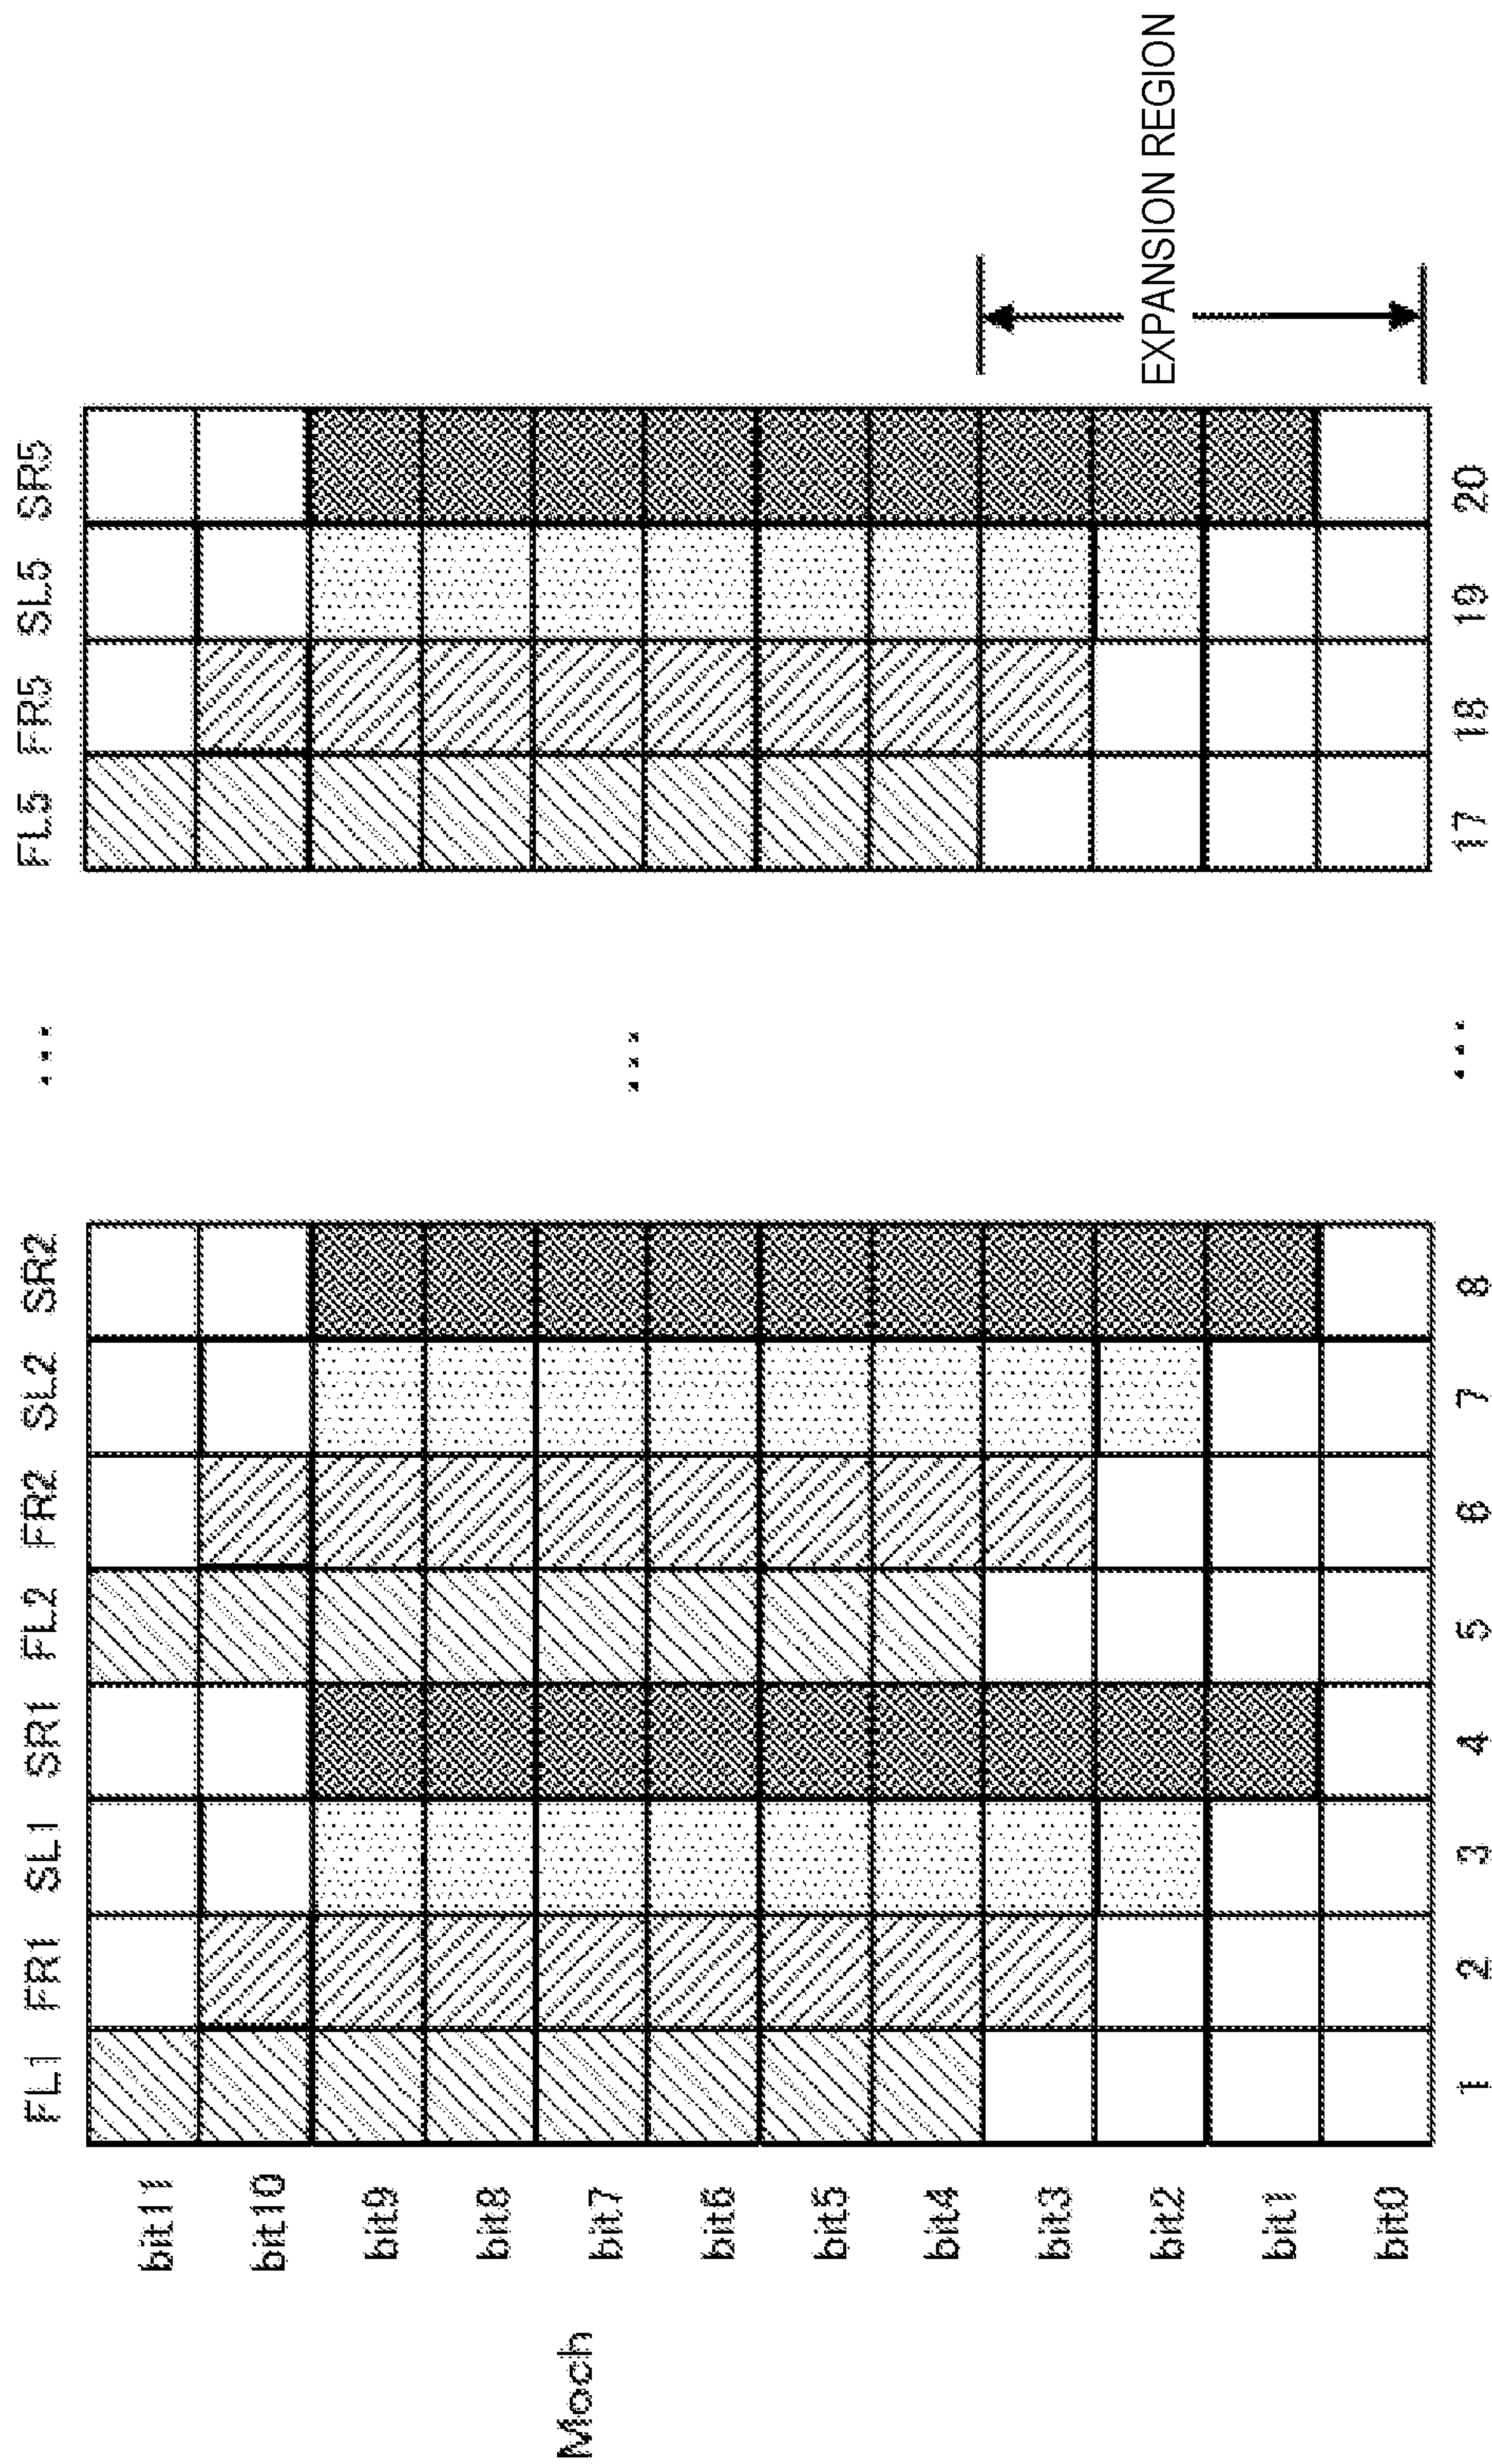 FL1 FR1 SL1 SR1 FL2 FR2 SL2 SR2 ... FL5 FR5 SL5 SR5
bit11
bit10
bit9
bit8
bit7
bit6
bit5
bit4
bit3
bit2
bit1
bit0
Moch
...
EXPANSION REGION
1 2 3 4 5 6 7 8 ... 17 18 19 20